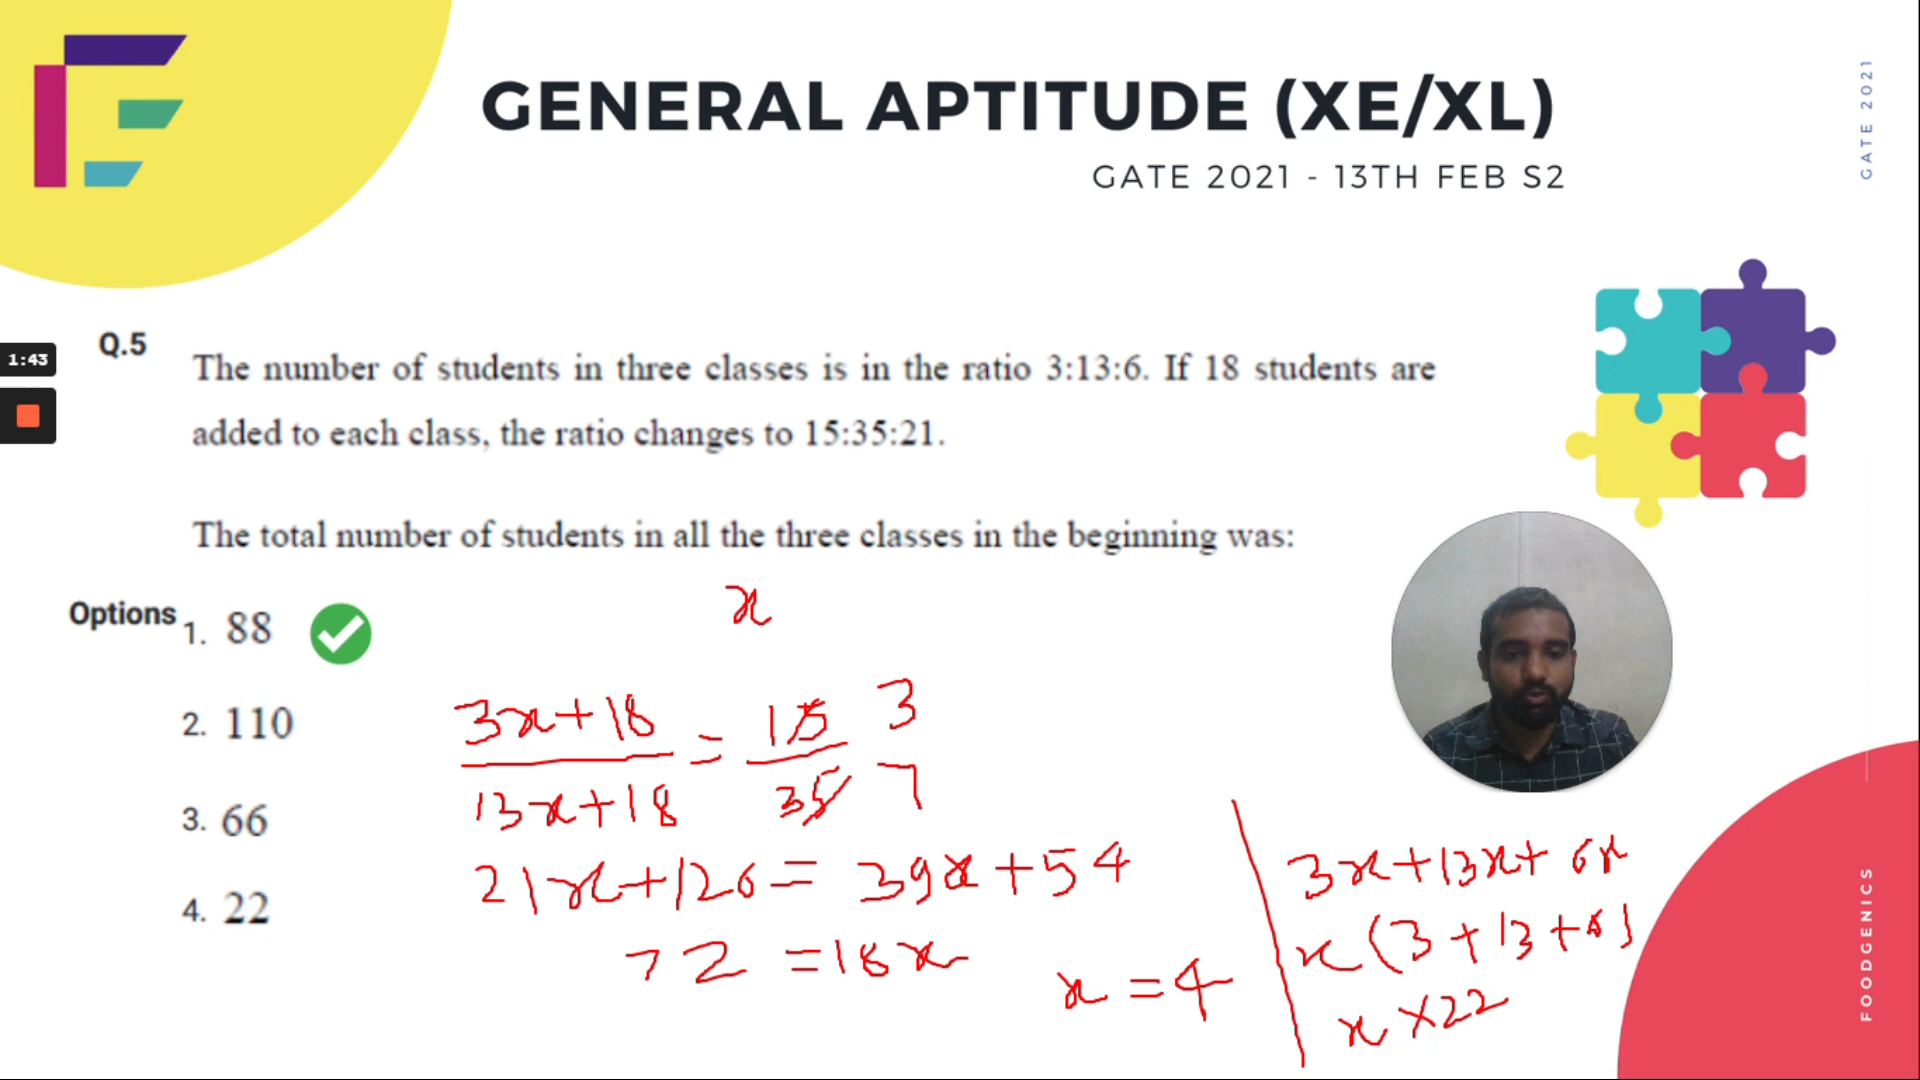 GENERAL APTITUDE (XE/XL)
GATE 2021 - 13TH FEB S2
GATE 2021
1:43
Q.5
The number of students in three classes is in the ratio 3:13:6. If 18 students are
added to each class, the ratio changes to 15:35:21.
The total number of students in all the three classes in the beginning was:
Options
1. 88
2. 110
3. 66
4. 22
x
3x+18 = 15 3
13x+18 35 7
21x+126 = 39x+54
72 = 18x
x = 4
3x+13x+6x
x(3+13+6)
x×22
FOODGENICS